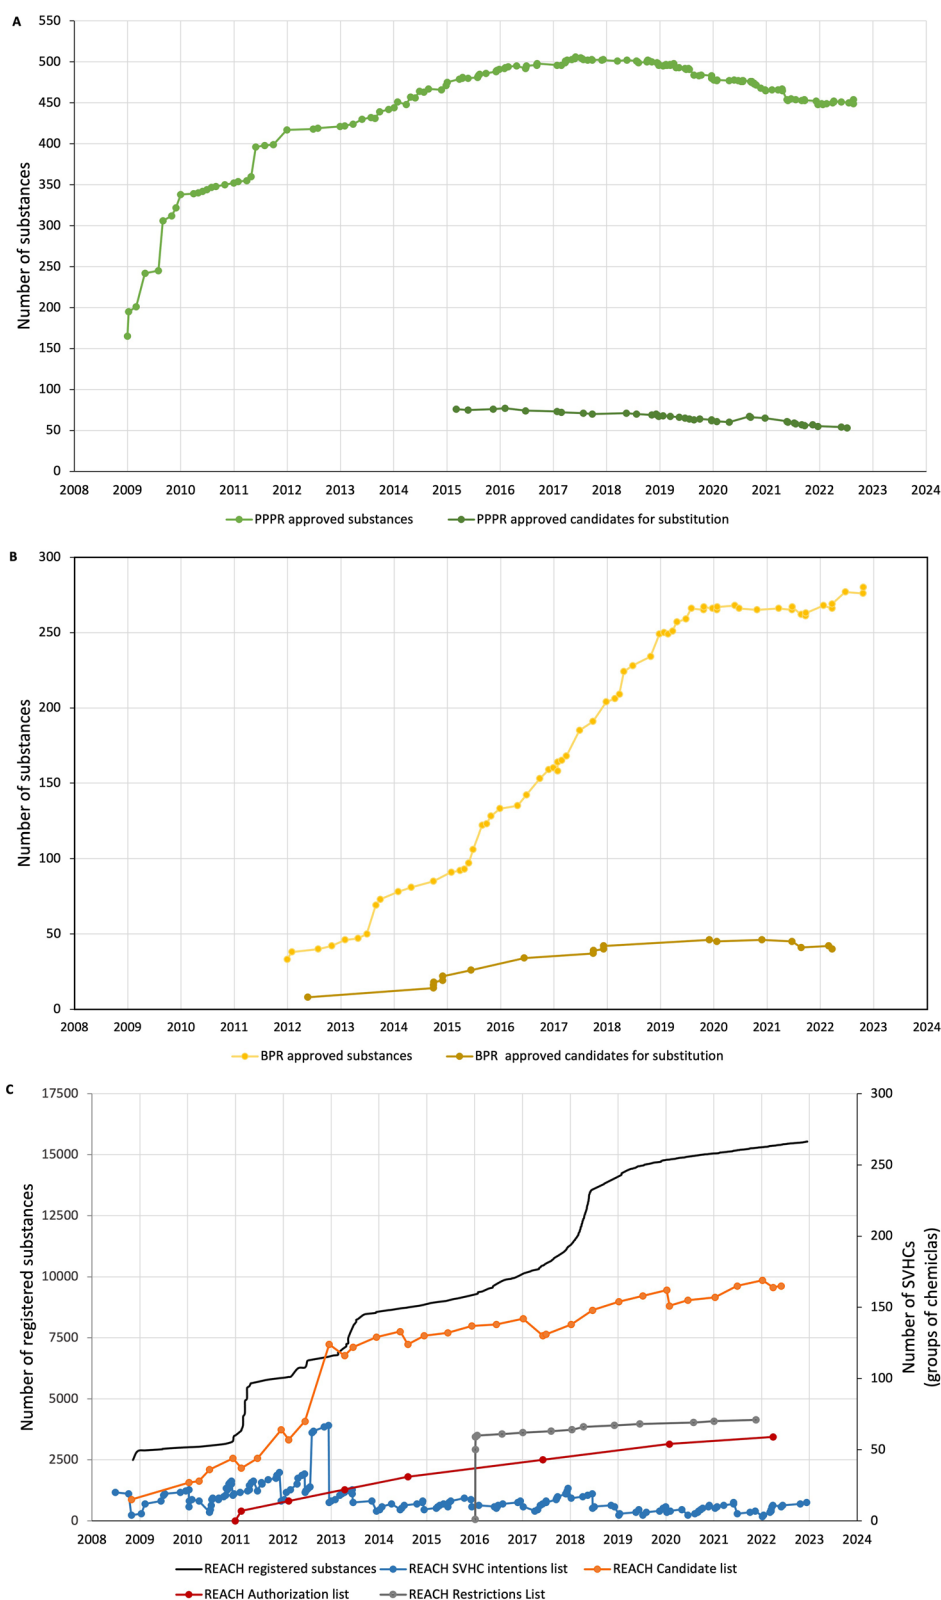 A
550
500
450
400
350
300
250
200
150
100
50
0
Number of substances
2008 2009 2010 2011 2012 2013 2014 2015 2016 2017 2018 2019 2020 2021 2022 2023 2024
PPPR approved substances PPPR approved candidates for substitution
B
300
250
200
150
100
50
0
Number of substances
2008 2009 2010 2011 2012 2013 2014 2015 2016 2017 2018 2019 2020 2021 2022 2023 2024
BPR approved substances BPR approved candidates for substitution
C
17500
15000
12500
10000
7500
5000
2500
0
Number of registered substances
300
250
200
150
100
50
0
Number of SVHCs
(groups of chemiclas)
2008 2009 2010 2011 2012 2013 2014 2015 2016 2017 2018 2019 2020 2021 2022 2023 2024
REACH registered substances REACH SVHC intentions list REACH Candidate list
REACH Authorization list REACH Restrictions List